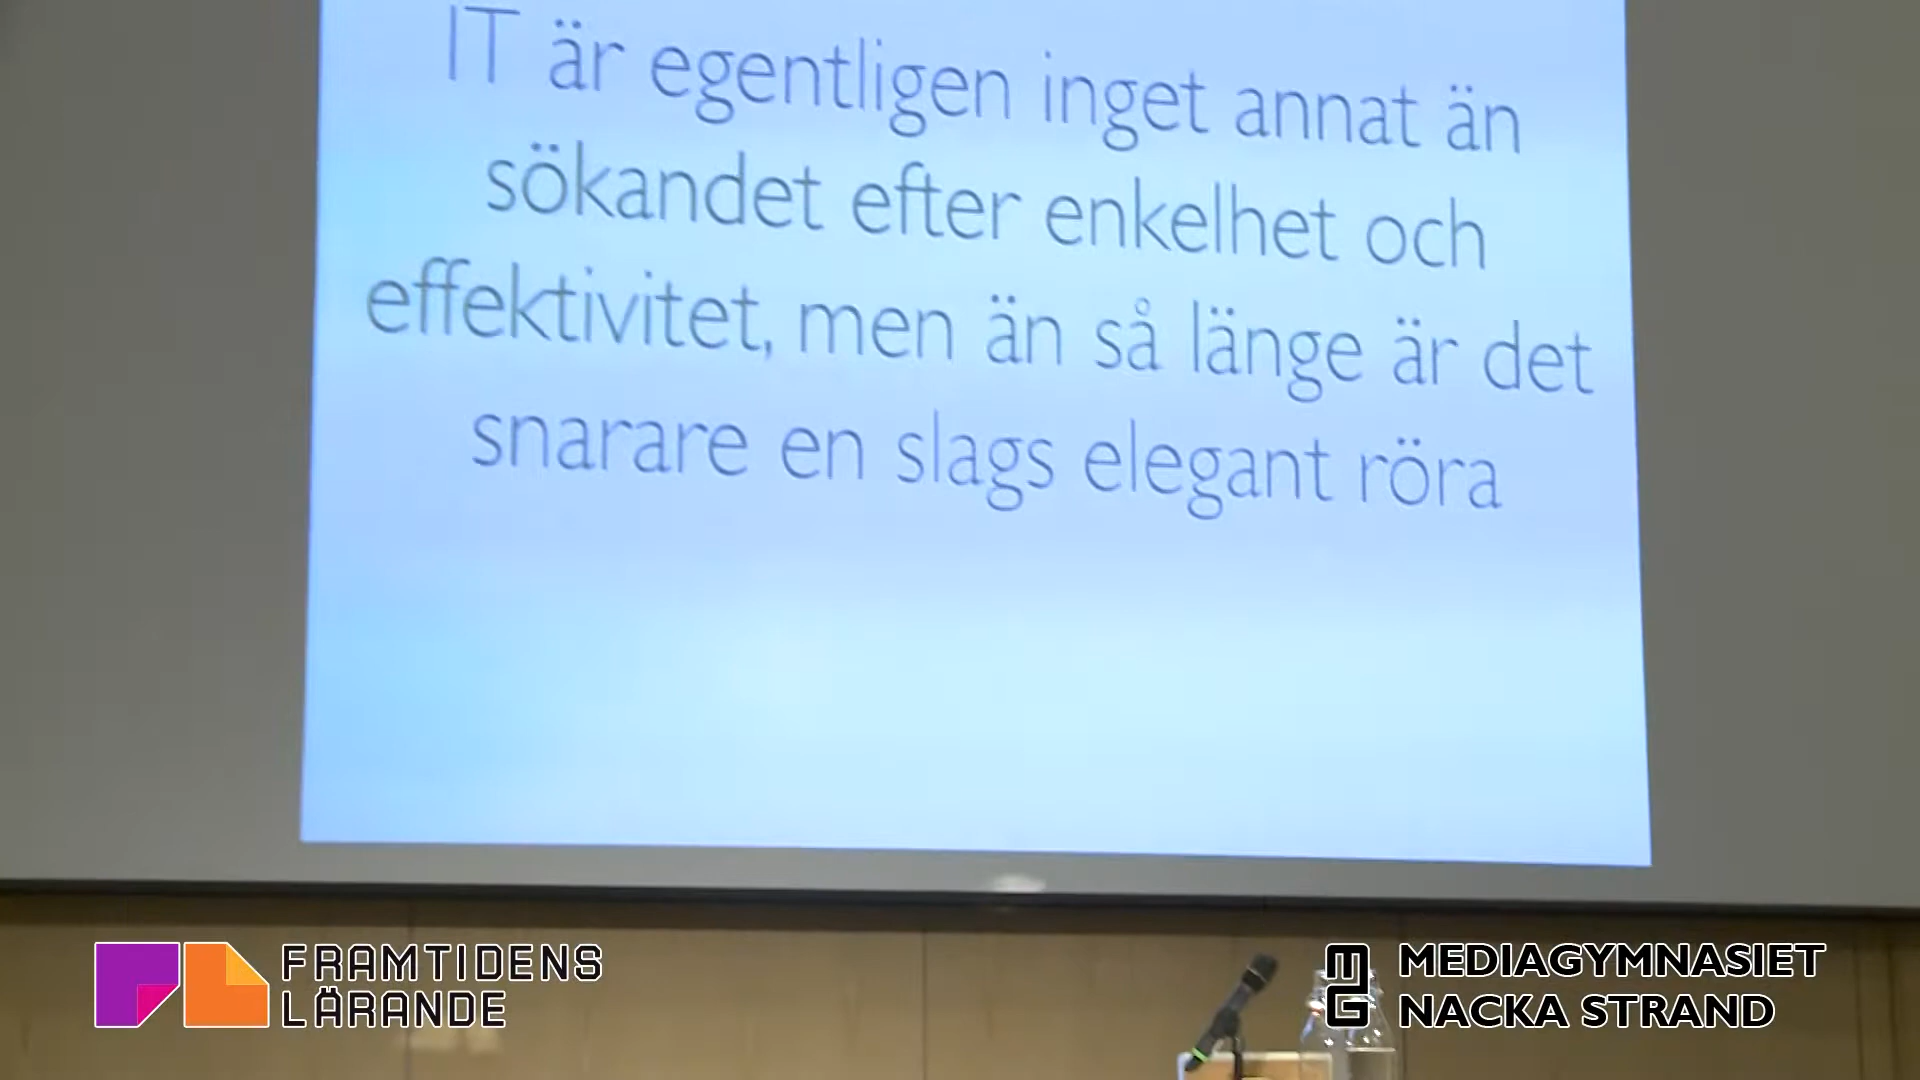 IT är egentligen inget annat än
sökandet efter enkelhet och
effektivitet, men än så länge är det
snarare en slags elegant röra
FRAMTIDENS
LÄRANDE
MG
MEDIAGYMNASIET
NACKA STRAND